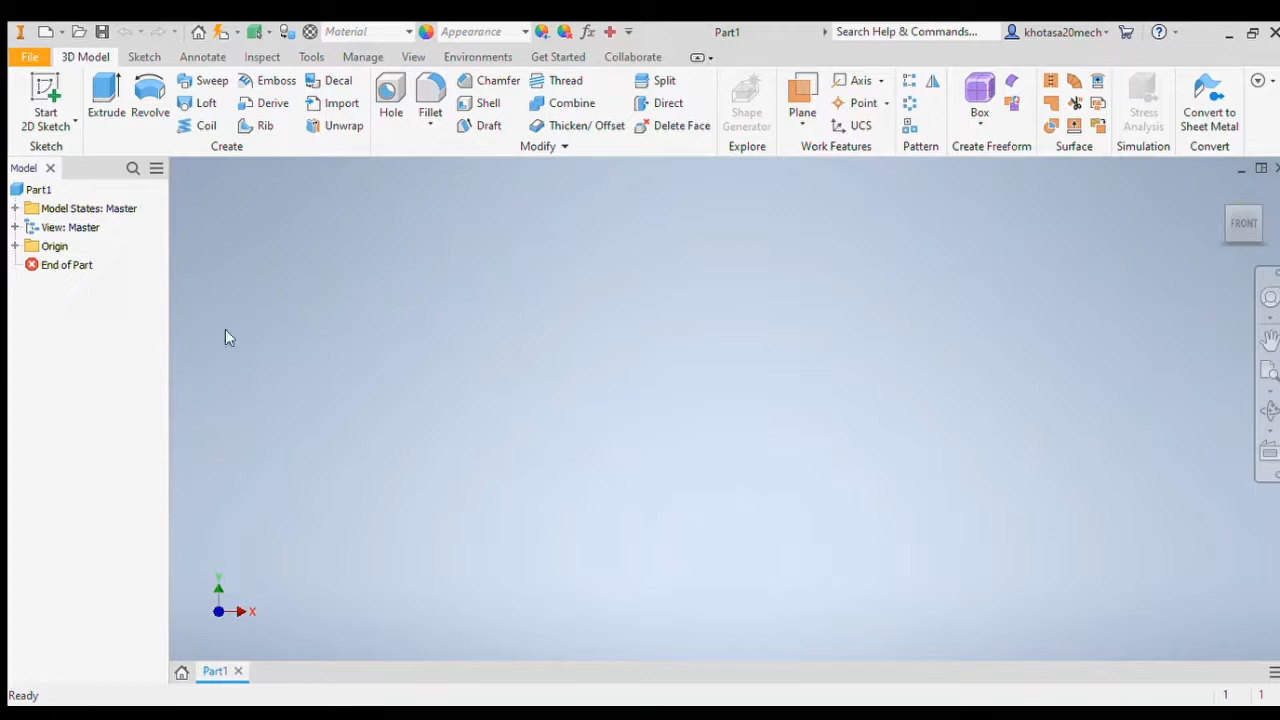 Material
Appearance
fx
Part1
Search Help & Commands...
khotasa20mech
File
3D Model
Sketch
Annotate
Inspect
Tools
Manage
View
Environments
Get Started
Collaborate
Start
2D Sketch
Sketch
Extrude
Revolve
Sweep
Loft
Coil
Emboss
Derive
Rib
Decal
Import
Unwrap
Create
Hole
Fillet
Chamfer
Shell
Draft
Thread
Combine
Thicken/ Offset
Split
Direct
Delete Face
Modify
Shape
Generator
Explore
Plane
Axis
Point
UCS
Work Features
Pattern
Box
Create Freeform
Surface
Stress
Analysis
Simulation
Convert to
Sheet Metal
Convert
Model
Part1
Model States: Master
View: Master
Origin
End of Part
FRONT
Y
X
Part1
Ready
1 1